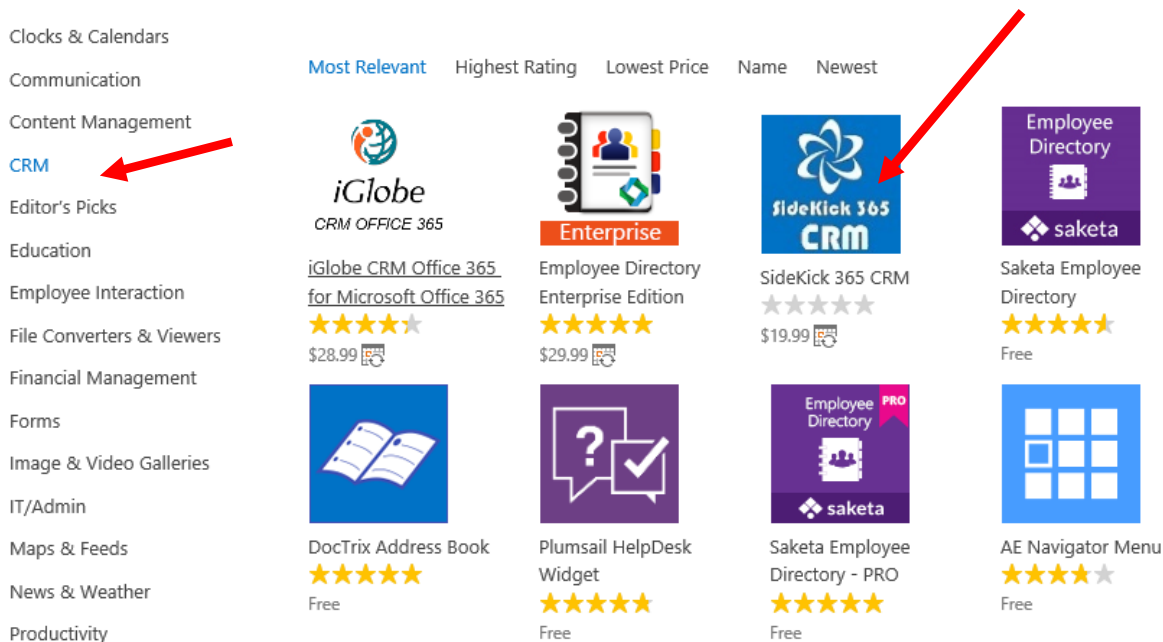 Clocks & Calendars
Communication
Content Management
CRM
Editor's Picks
Education
Employee Interaction
File Converters & Viewers
Financial Management
Forms
Image & Video Galleries
IT/Admin
Maps & Feeds
News & Weather
Productivity
Most Relevant Highest Rating Lowest Price Name Newest
iGlobe
CRM OFFICE 365
iGlobe CRM Office 365
for Microsoft Office 365
$28.99
Enterprise
Employee Directory
Enterprise Edition
$29.99
SideKick 365
CRM
SideKick 365 CRM
$19.99
Employee
Directory
saketa
Saketa Employee
Directory
Free
DocTrix Address Book
Free
?
Plumsail HelpDesk
Widget
Free
Employee PRO
Directory
saketa
Saketa Employee
Directory - PRO
Free
AE Navigator Menu
Free